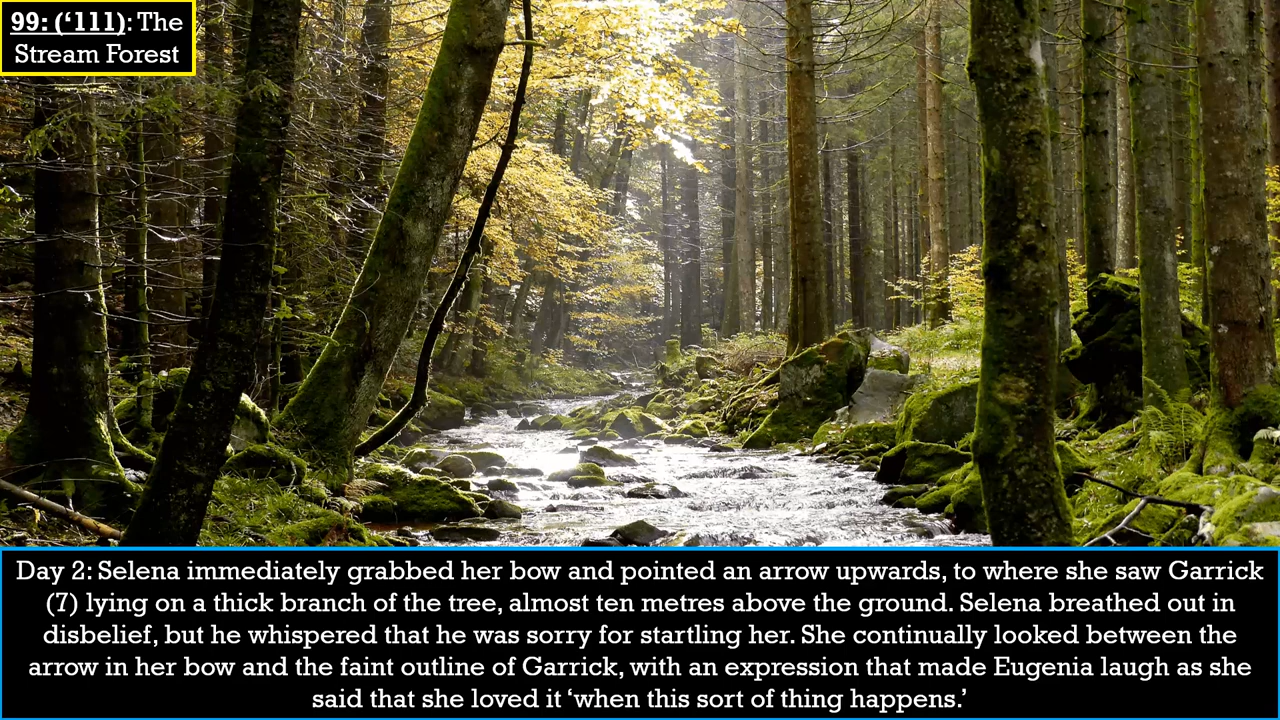 99: (‘111): The
Stream Forest
Day 2: Selena immediately grabbed her bow and pointed an arrow upwards, to where she saw Garrick
(7) lying on a thick branch of the tree, almost ten metres above the ground. Selena breathed out in
disbelief, but he whispered that he was sorry for startling her. She continually looked between the
arrow in her bow and the faint outline of Garrick, with an expression that made Eugenia laugh as she
said that she loved it ‘when this sort of thing happens.’